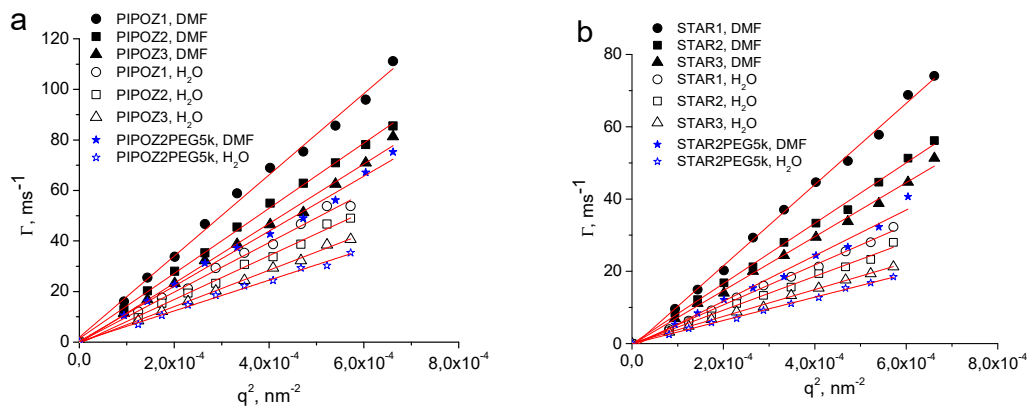 a
PIPOZ1, DMF
PIPOZ2, DMF
PIPOZ3, DMF
PIPOZ1, H₂O
PIPOZ2, H₂O
PIPOZ3, H₂O
PIPOZ2PEG5k, DMF
PIPOZ2PEG5k, H₂O
120
100
80
60
40
20
0
Γ, ms⁻¹
0,0
2,0x10⁻⁴
4,0x10⁻⁴
6,0x10⁻⁴
8,0x10⁻⁴
q², nm⁻²
b
STAR1, DMF
STAR2, DMF
STAR3, DMF
STAR1, H₂O
STAR2, H₂O
STAR3, H₂O
STAR2PEG5k, DMF
STAR2PEG5k, H₂O
80
60
40
20
0
Γ, ms⁻¹
0,0
2,0x10⁻⁴
4,0x10⁻⁴
6,0x10⁻⁴
8,0x10⁻⁴
q², nm⁻²